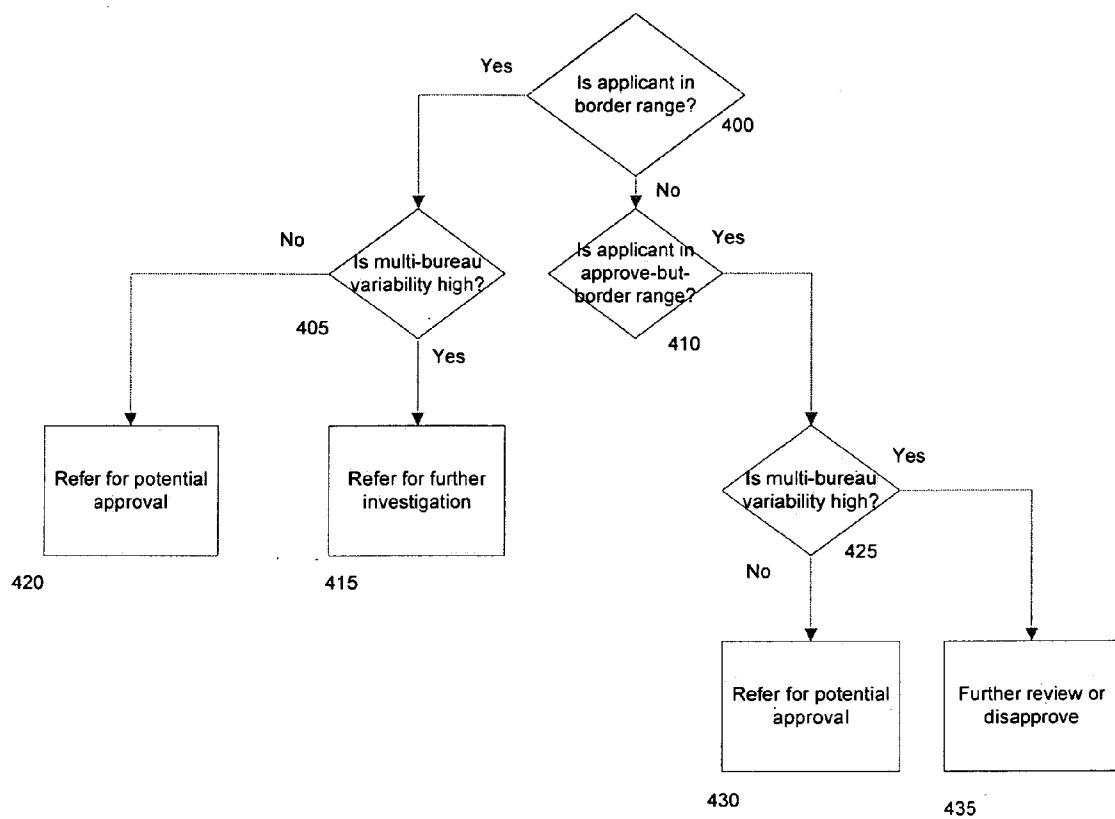 Yes
Is applicant in
border range?
400
No
No
Is multi-bureau
variability high?
405
Yes
Is applicant in
approve-but-
border range?
Yes
410
Refer for potential
approval
420
Refer for further
investigation
415
Is multi-bureau
variability high?
Yes
425
No
Refer for potential
approval
430
Further review or
disapprove
435